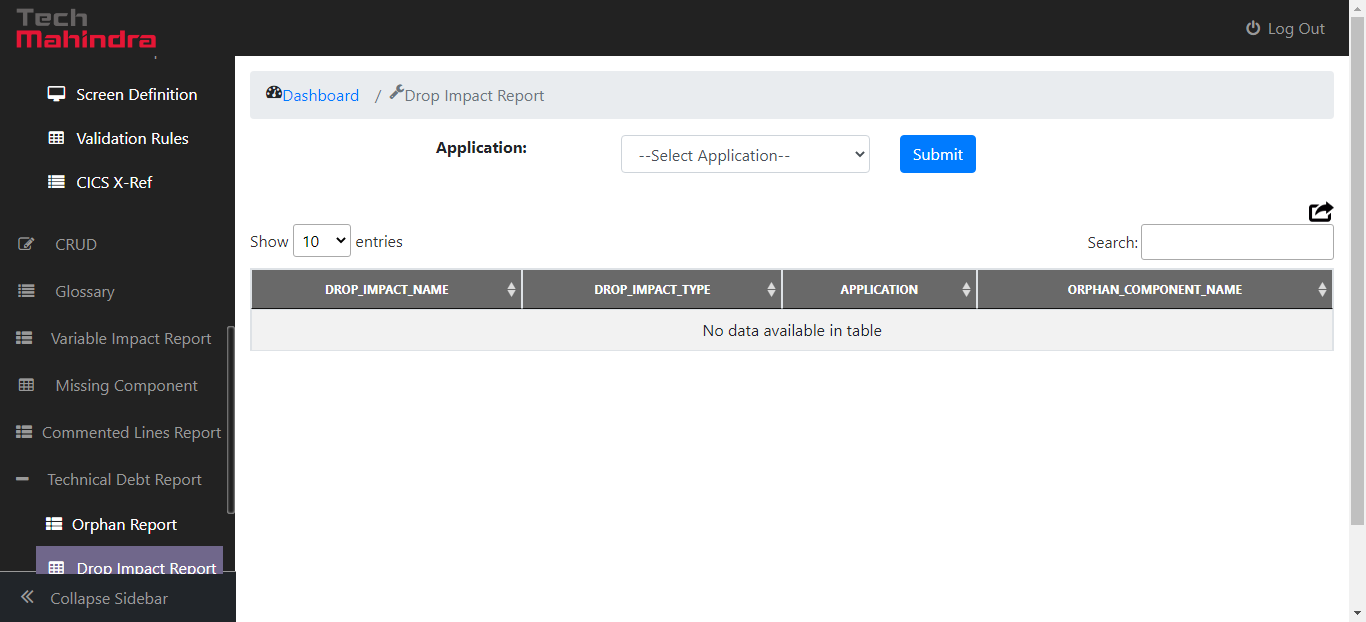 Tech
Mahindra
Log Out
Screen Definition
Validation Rules
CICS X-Ref
CRUD
Glossary
Variable Impact Report
Missing Component
Commented Lines Report
Technical Debt Report
Orphan Report
Drop Impact Report
Collapse Sidebar
Dashboard / Drop Impact Report
Application: --Select Application-- Submit
Show 10 entries Search:
DROP_IMPACT_NAME DROP_IMPACT_TYPE APPLICATION ORPHAN_COMPONENT_NAME
No data available in table